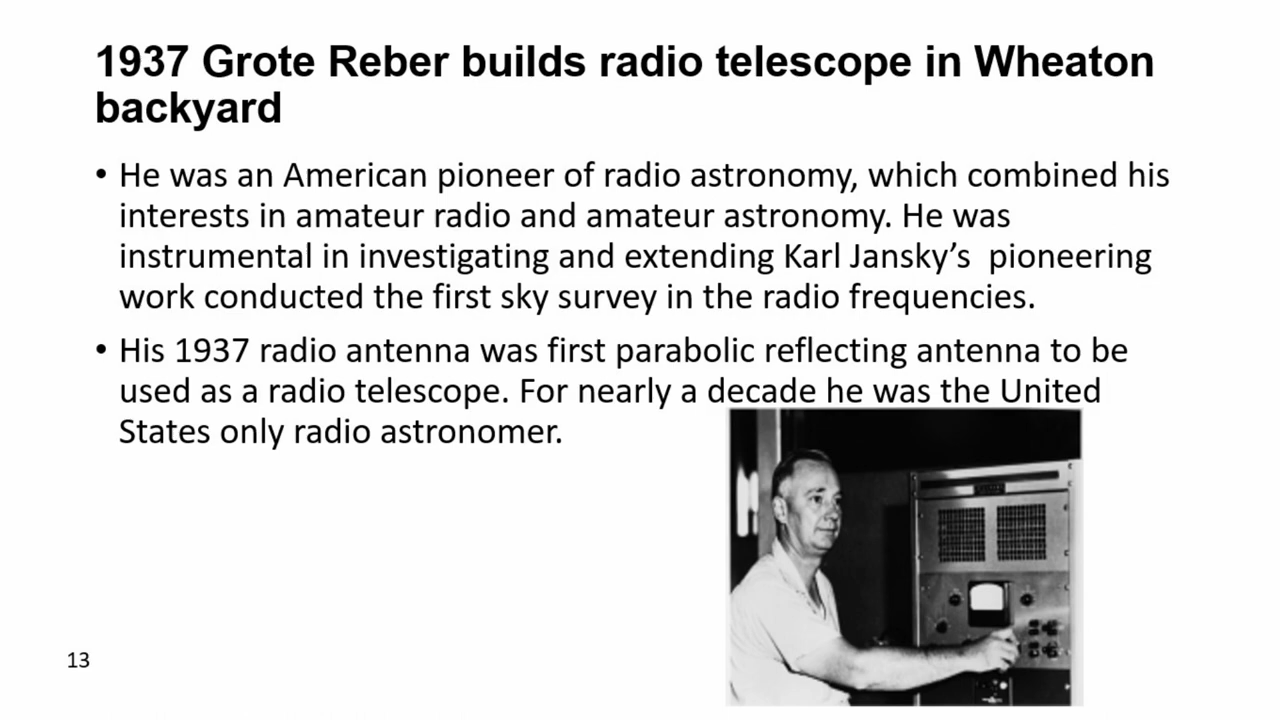 1937 Grote Reber builds radio telescope in Wheaton
backyard
• He was an American pioneer of radio astronomy, which combined his
interests in amateur radio and amateur astronomy. He was
instrumental in investigating and extending Karl Jansky’s  pioneering
work conducted the first sky survey in the radio frequencies.
• His 1937 radio antenna was first parabolic reflecting antenna to be
used as a radio telescope. For nearly a decade he was the United
States only radio astronomer.
13